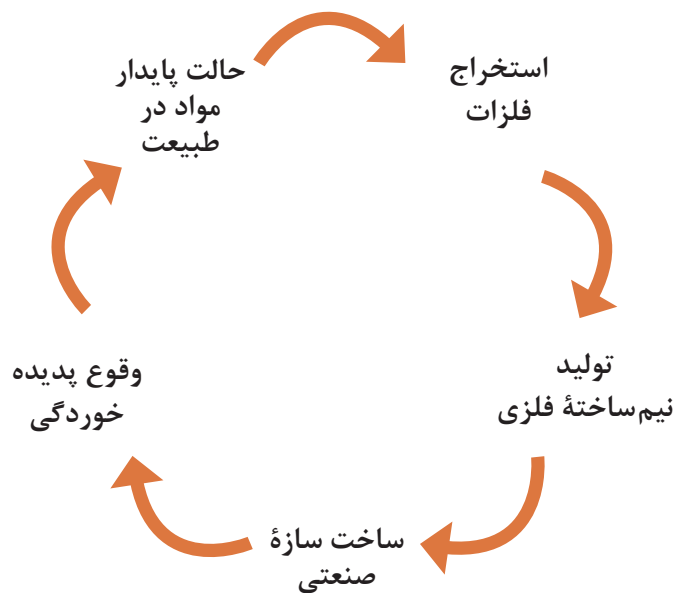 حالت پایدار
مواد در
طبیعت
استخراج
فلزات
تولید
نیم‌ساختهٔ فلزی
ساخت سازهٔ
صنعتی
وقوع پدیده
خوردگی